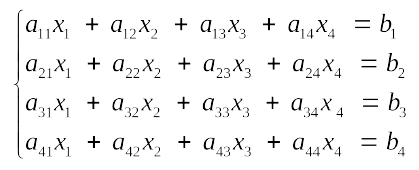 a₁₁x₁ + a₁₂x₂ + a₁₃x₃ + a₁₄x₄ = b₁
a₂₁x₁ + a₂₂x₂ + a₂₃x₃ + a₂₄x₄ = b₂
a₃₁x₁ + a₃₂x₂ + a₃₃x₃ + a₃₄x₄ = b₃
a₄₁x₁ + a₄₂x₂ + a₄₃x₃ + a₄₄x₄ = b₄